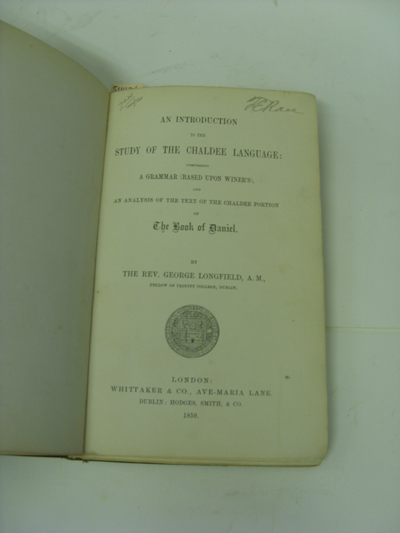 AN INTRODUCTION
TO THE
STUDY OF THE CHALDEE LANGUAGE:
COMPRISING
A GRAMMAR (BASED UPON WINER'S),
AND
AN ANALYSIS OF THE TEXT OF THE CHALDEE PORTION
OF
The Book of Daniel.
BY
THE REV. GEORGE LONGFIELD, A. M.,
FELLOW OF TRINITY COLLEGE, DUBLIN.
LONDON:
WHITTAKER & CO., AVE-MARIA LANE.
DUBLIN: HODGES, SMITH, & CO.